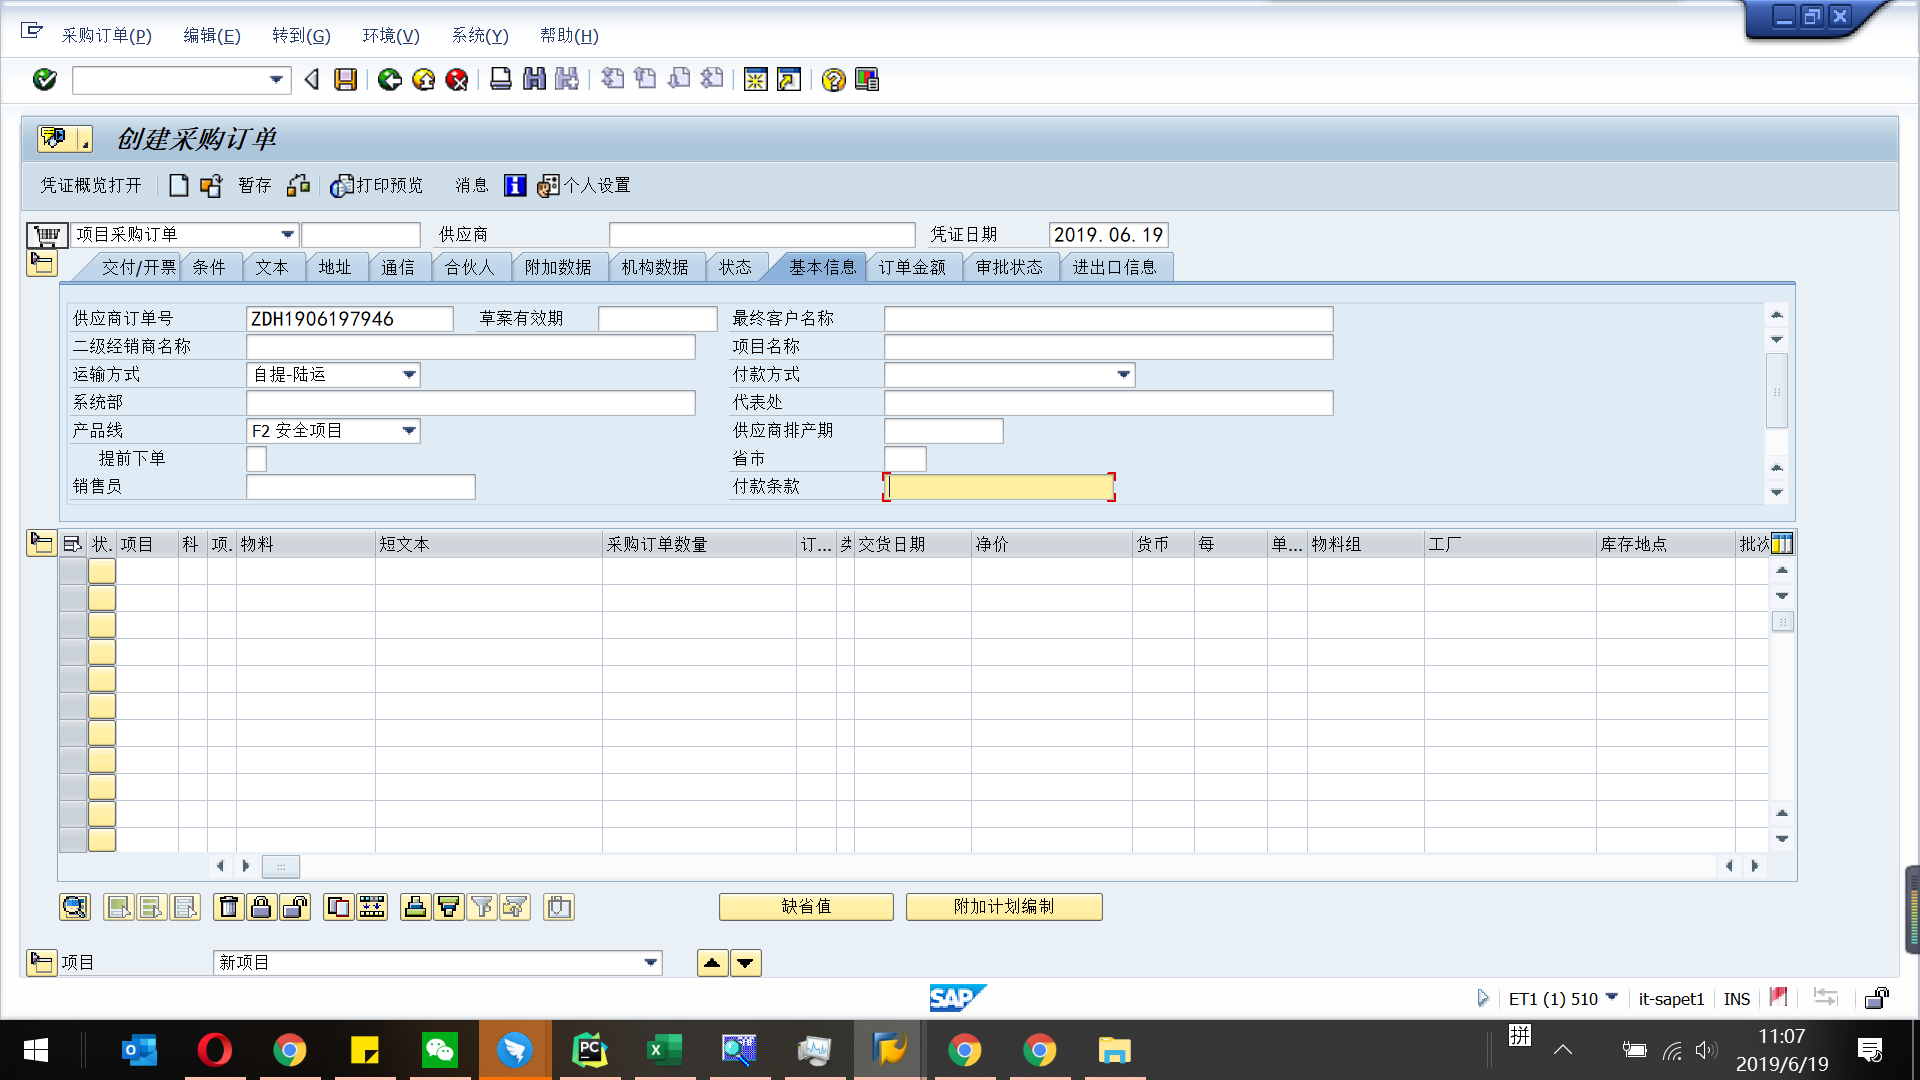 采购订单(P) 编辑(E) 转到(G) 环境(V) 系统(Y) 帮助(H)
创建采购订单
凭证概览打开 暂存 打印预览 消息 个人设置
项目采购订单 供应商 凭证日期 2019.06.19
交付/开票 条件 文本 地址 通信 合伙人 附加数据 机构数据 状态 基本信息 订单金额 审批状态 进出口信息
供应商订单号 ZDH1906197946 草案有效期 最终客户名称
二级经销商名称 项目名称
运输方式 自提-陆运 付款方式
系统部 代表处
产品线 F2 安全项目 供应商排产期
提前下单 省市
销售员 付款条款
状. 项目 科 项. 物料 短文本 采购订单数量 订... 交货日期 净价 货币 每 单... 物料组 工厂 库存地点 批次
缺省值 附加计划编制
项目 新项目
SAP ET1 (1) 510 it-sapet1 INS
拼 11:07
2019/6/19